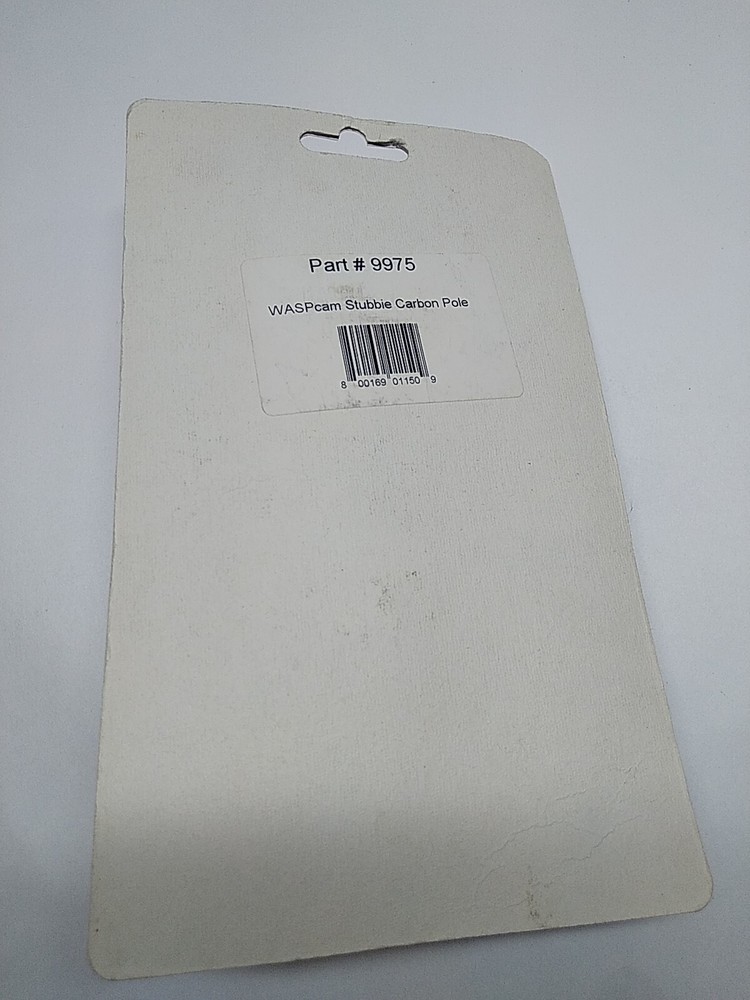 Part # 9975
WASPcam Stubbie Carbon Pole
8 00169 01150 9